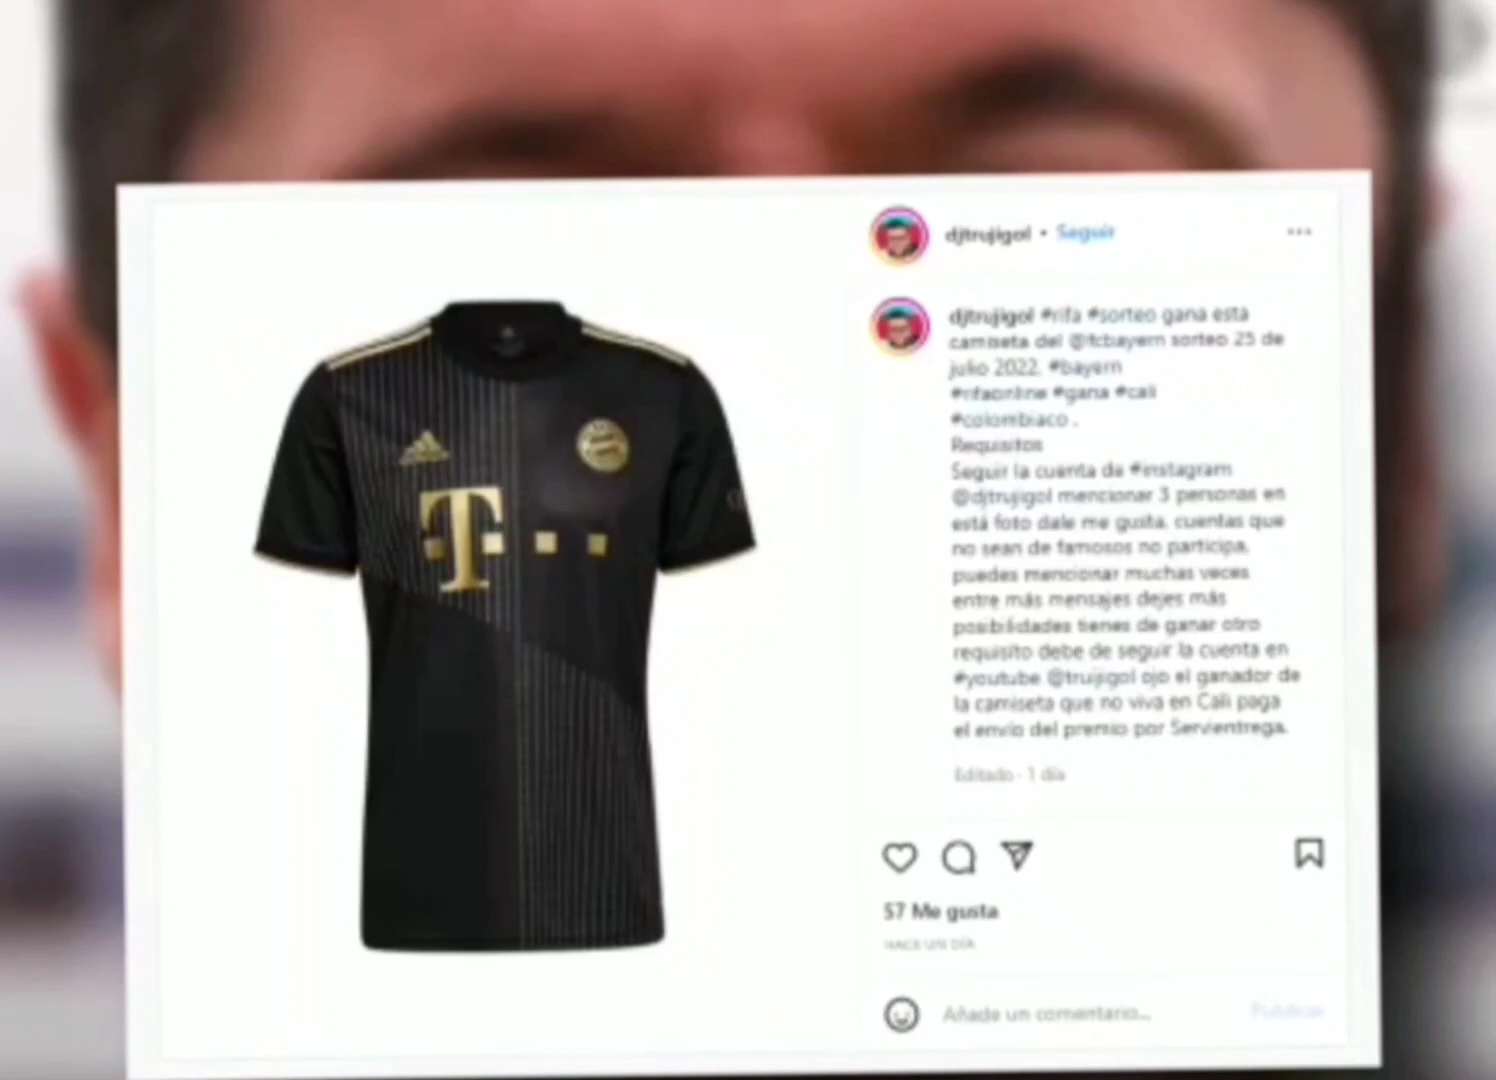 djtrujigol • Seguir
djtrujigol #rifa #sorteo gana está
camiseta del @fcbayern sorteo 25 de
julio 2022. #bayern
#rifaonline #gana #cali
#colombiaco .
Requisitos
Seguir la cuenta de #instagram
@djtrujigol mencionar 3 personas en
está foto dale me gusta, cuentas que
no sean de famosos no participa,
puedes mencionar muchas veces
entre más mensajes dejes más
posibilidades tienes de ganar otro
requisito debe de seguir la cuenta en
#youtube @truijigol ojo el ganador de
la camiseta que no viva en Cali paga
el envio del premio por Servientrega.
Editado · 1 día
57 Me gusta
HACE UN DÍA
Añade un comentario...
Publicar
T